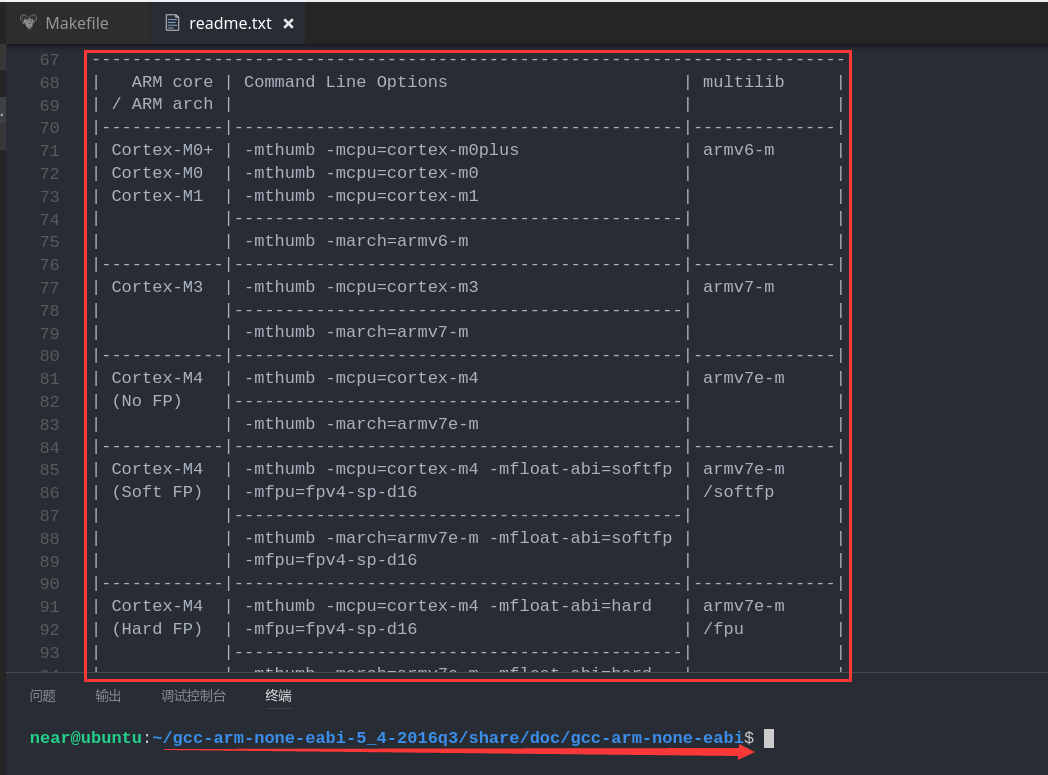 Makefile readme.txt ×
67 --------------------------------------------------------------------------
68 |   ARM core | Command Line Options                       | multilib     |
69 | / ARM arch |                                            |              |
70 |------------|--------------------------------------------|--------------|
71 | Cortex-M0+ | -mthumb -mcpu=cortex-m0plus                | armv6-m      |
72 | Cortex-M0  | -mthumb -mcpu=cortex-m0                    |              |
73 | Cortex-M1  | -mthumb -mcpu=cortex-m1                    |              |
74 |            |--------------------------------------------|              |
75 |            | -mthumb -march=armv6-m                     |              |
76 |------------|--------------------------------------------|--------------|
77 | Cortex-M3  | -mthumb -mcpu=cortex-m3                    | armv7-m      |
78 |            |--------------------------------------------|              |
79 |            | -mthumb -march=armv7-m                     |              |
80 |------------|--------------------------------------------|--------------|
81 | Cortex-M4  | -mthumb -mcpu=cortex-m4                    | armv7e-m     |
82 | (No FP)    |--------------------------------------------|              |
83 |            | -mthumb -march=armv7e-m                    |              |
84 |------------|--------------------------------------------|--------------|
85 | Cortex-M4  | -mthumb -mcpu=cortex-m4 -mfloat-abi=softfp | armv7e-m     |
86 | (Soft FP)  | -mfpu=fpv4-sp-d16                          | /softfp      |
87 |            |--------------------------------------------|              |
88 |            | -mthumb -march=armv7e-m -mfloat-abi=softfp |              |
89 |            | -mfpu=fpv4-sp-d16                          |              |
90 |------------|--------------------------------------------|--------------|
91 | Cortex-M4  | -mthumb -mcpu=cortex-m4 -mfloat-abi=hard   | armv7e-m     |
92 | (Hard FP)  | -mfpu=fpv4-sp-d16                          | /fpu         |
93 |            |--------------------------------------------|              |
94 |            | -mthumb -march=armv7e-m -mfloat-abi=hard   |              |
问题 输出 调试控制台 终端
near@ubuntu:~/gcc-arm-none-eabi-5_4-2016q3/share/doc/gcc-arm-none-eabi$